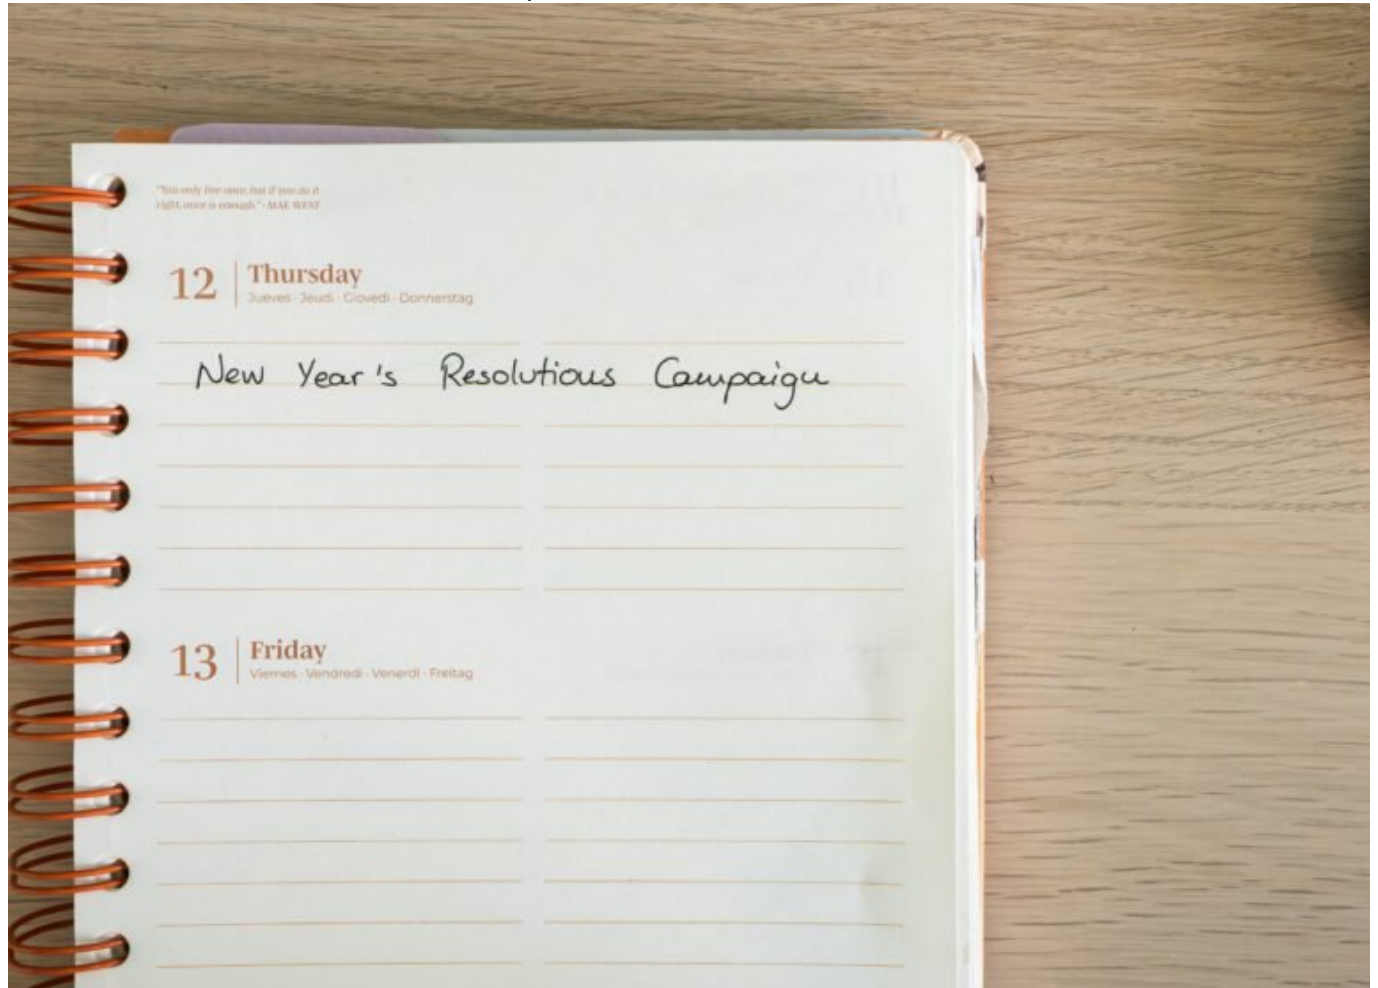 "You only live once, but if you do it
right, once is enough." - MAE WEST
12 Thursday
Jueves · Jeudi · Giovedì · Donnerstag
New Year's Resolutions Campaign
13 Friday
Viernes · Vendredi · Venerdì · Freitag